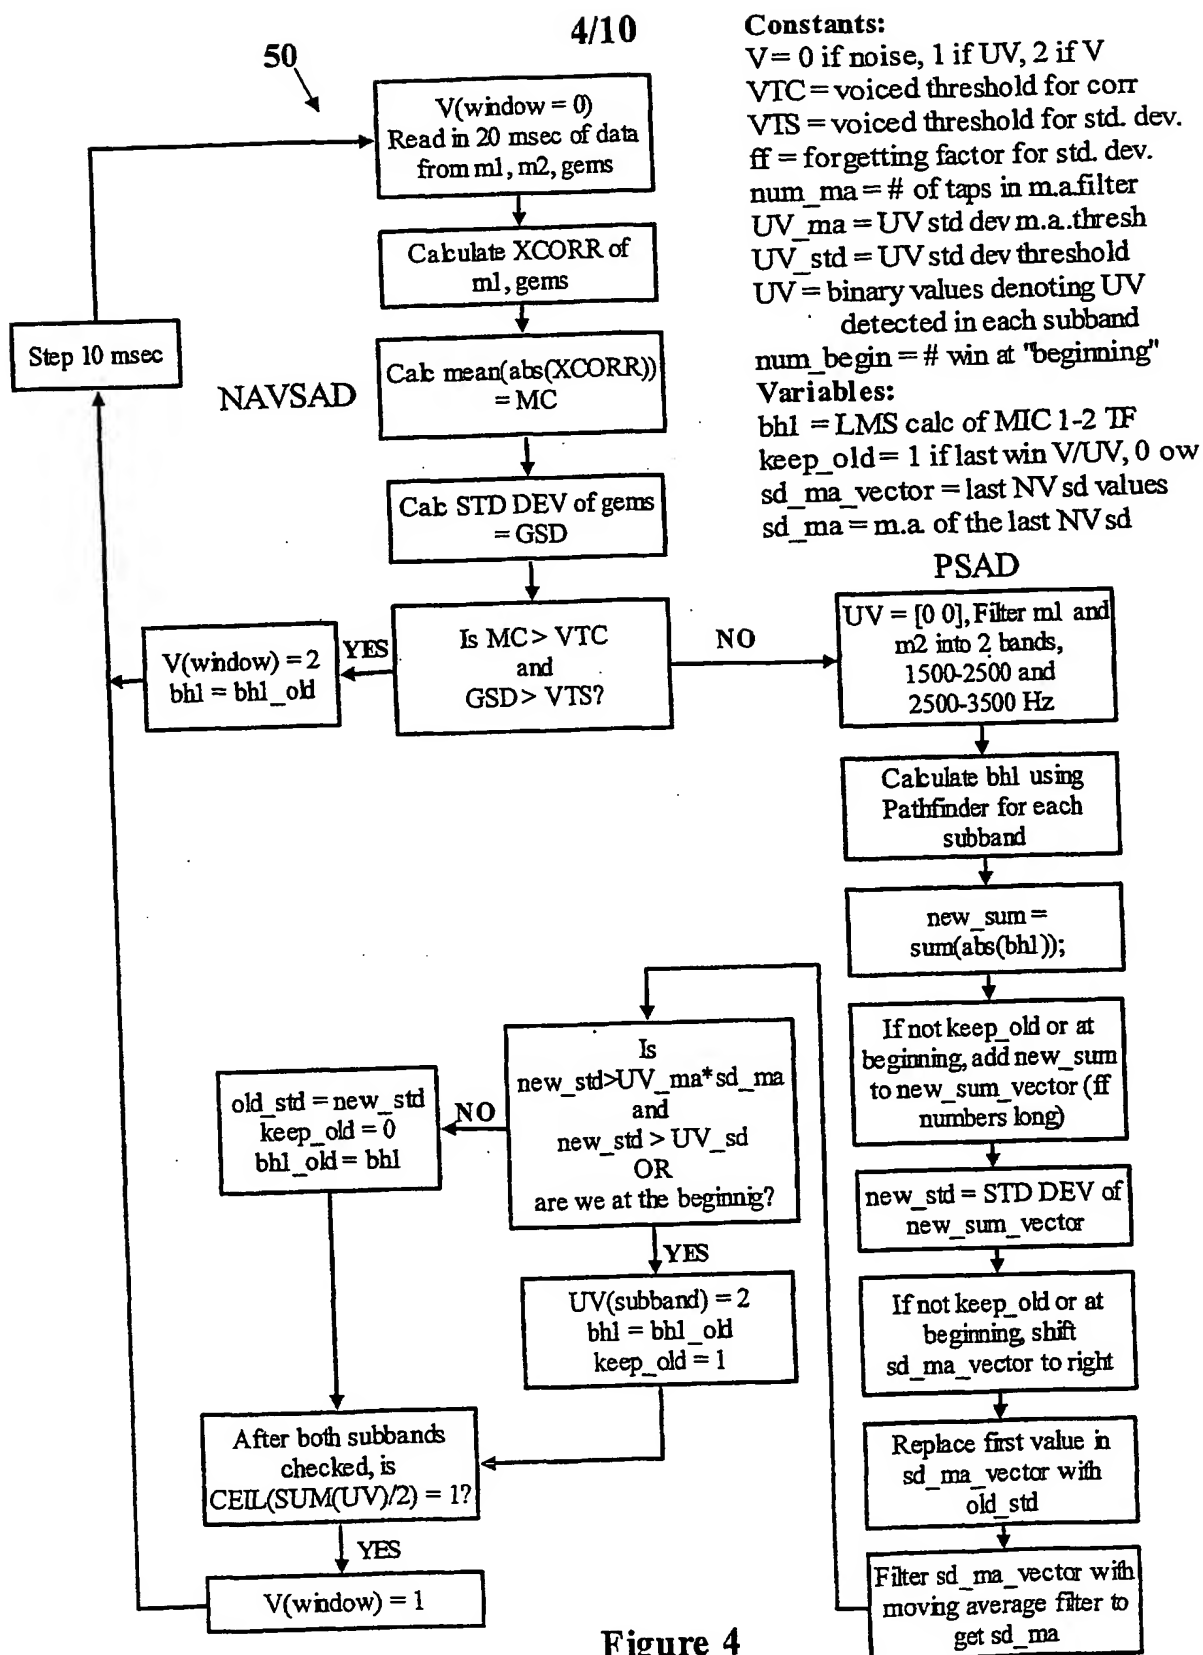 4/10
50
Constants:
V= 0 if noise, 1 if UV, 2 if V
VTC = voiced threshold for corr
VTS = voiced threshold for std. dev.
ff = forgetting factor for std. dev.
num_ma = # of taps in m.a.filter
UV_ma = UV std dev m.a.thresh
UV_std = UV std dev threshold
UV = binary values denoting UV
detected in each subband
num_begin = # win at "beginning"
Variables:
bh1 = LMS calc of MIC 1-2 TF
keep_old = 1 if last win V/UV, 0 ow
sd_ma_vector = last NV sd values
sd_ma = m.a. of the last NV sd
V(window = 0)
Read in 20 msec of data
from m1, m2, gems
Calculate XCORR of
m1, gems
Step 10 msec
NAVSAD
Calc mean(abs(XCORR))
= MC
Calc STD DEV of gems
= GSD
Is MC > VTC
and
GSD > VTS?
YES
V(window) = 2
bh1 = bh1_old
NO
PSAD
UV = [0 0], Filter m1 and
m2 into 2 bands,
1500-2500 and
2500-3500 Hz
Calculate bh1 using
Pathfinder for each
subband
new_sum =
sum(abs(bh1));
If not keep_old or at
beginning, add new_sum
to new_sum_vector (ff
numbers long)
new_std = STD DEV of
new_sum_vector
If not keep_old or at
beginning, shift
sd_ma_vector to right
Replace first value in
sd_ma_vector with
old_std
Filter sd_ma_vector with
moving average filter to
get sd_ma
Is
new_std>UV_ma*sd_ma
and
new_std > UV_sd
OR
are we at the beginnig?
NO
old_std = new_std
keep_old = 0
bh1_old = bh1
YES
UV(subband) = 2
bh1 = bh1_old
keep_old = 1
After both subbands
checked, is
CEIL(SUM(UV)/2) = 1?
YES
V(window) = 1
Figure 4